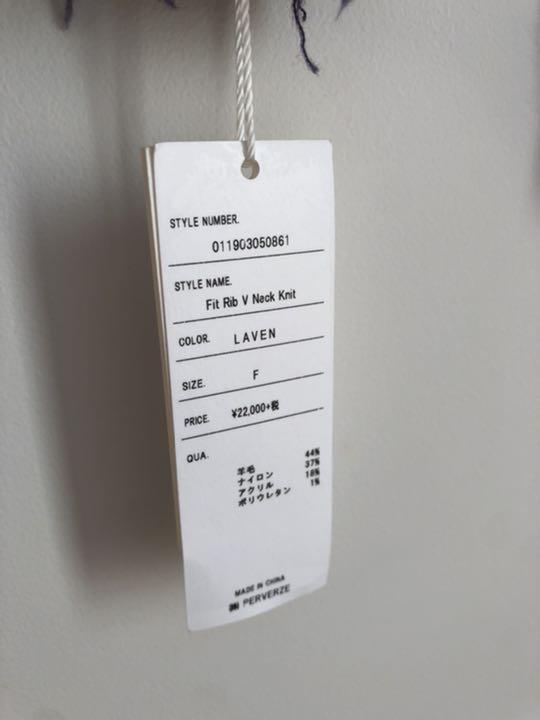 STYLE NUMBER.
011903050861
STYLE NAME.
Fit Rib V Neck Knit
COLOR. LAVEN
SIZE. F
PRICE. ¥22,000+税
QUA.
羊毛 44%
ナイロン 37%
アクリル 18%
ポリウレタン 1%
MADE IN CHINA
PERVERZE